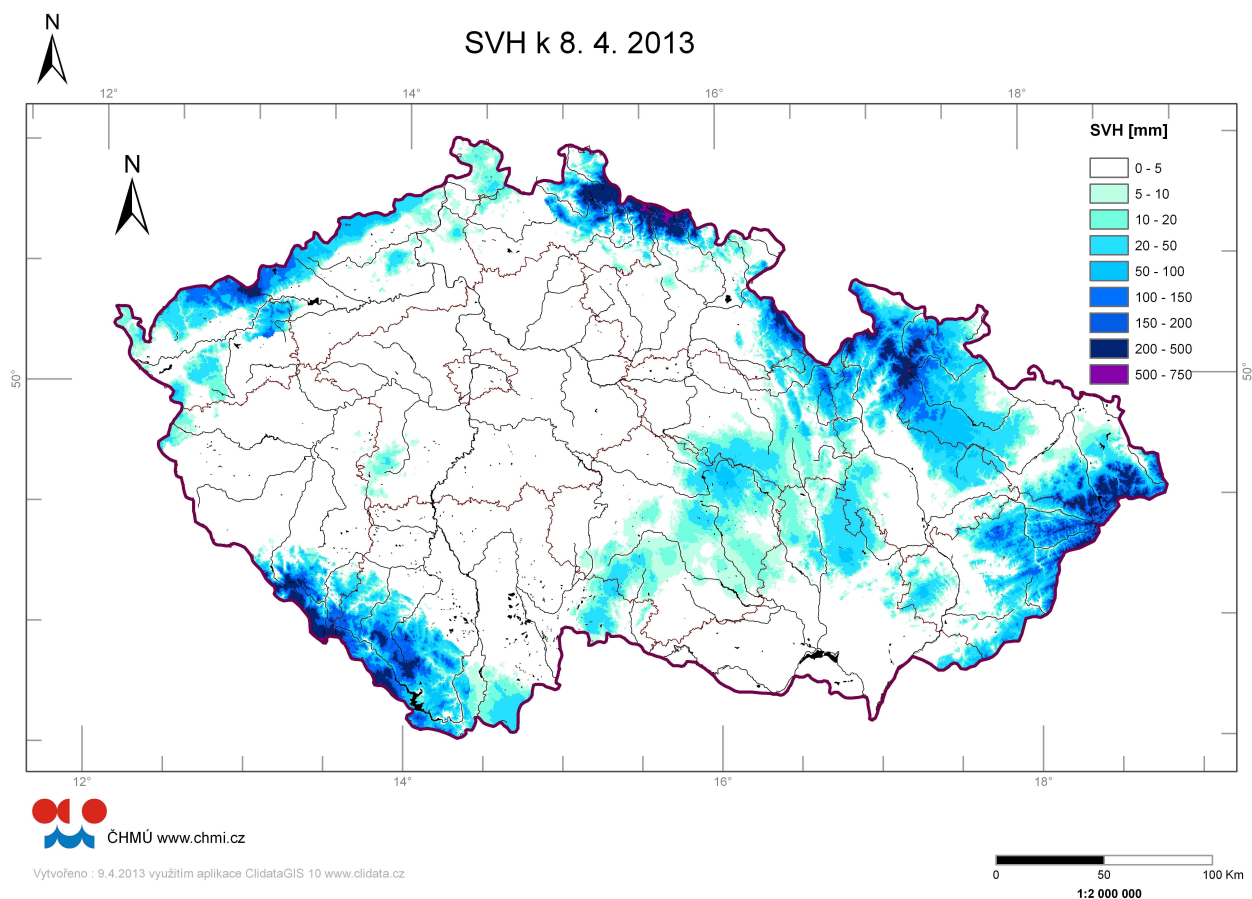 N
SVH k 8. 4. 2013
12°
14°
16°
18°
N
SVH [mm]
0 - 5
5 - 10
10 - 20
20 - 50
50 - 100
100 - 150
150 - 200
200 - 500
500 - 750
50°
50°
12°
14°
16°
18°
ČHMÚ www.chmi.cz
Vytvořeno : 9.4.2013 využitím aplikace ClidataGIS 10 www.clidata.cz
0 50 100 Km
1:2 000 000